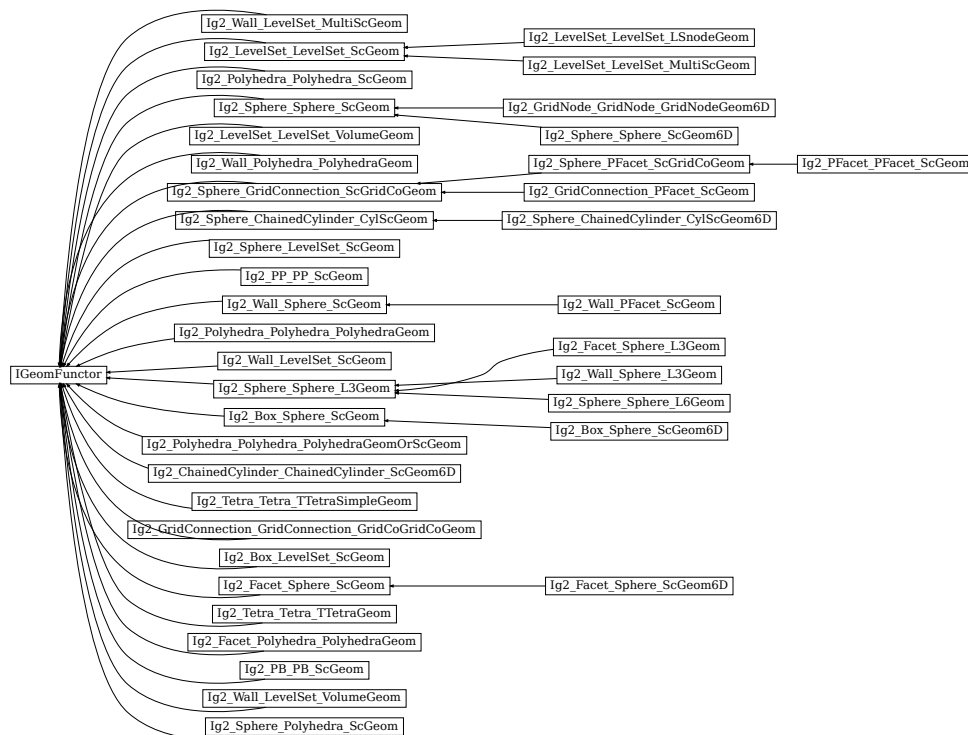 Ig2_Wall_MultiScGeom
Ig2_LevelSet_LevelSet_LSnodeGeom
Ig2_LevelSet_LevelSet_ScGeom
Ig2_LevelSet_LevelSet_MultiScGeom
Ig2_Polyhedra_Polyhedra_ScGeom
Ig2_Sphere_Sphere_ScGeom
Ig2_GridNode_GridNode_GridNodeGeom6D
Ig2_LevelSet_LevelSet_VolumeGeom
Ig2_Sphere_Sphere_ScGeom6D
Ig2_Wall_Polyhedra_PolyhedraGeom
Ig2_Sphere_PFacet_ScGridCoGeom
Ig2_PFacet_PFacet_ScGeom
Ig2_Sphere_GridConnection_ScGridCoGeom
Ig2_GridConnection_PFacet_ScGeom
Ig2_Sphere_ChainedCylinder_CylScGeom
Ig2_Sphere_ChainedCylinder_CylScGeom6D
Ig2_Sphere_LevelSet_ScGeom
Ig2_PP_PP_ScGeom
Ig2_Wall_Sphere_ScGeom
Ig2_Wall_PFacet_ScGeom
Ig2_Polyhedra_Polyhedra_PolyhedraGeom
Ig2_Facet_Sphere_L3Geom
Ig2_Wall_LevelSet_ScGeom
IGeomFunctor
Ig2_Wall_Sphere_L3Geom
Ig2_Sphere_Sphere_L3Geom
Ig2_Sphere_Sphere_L6Geom
Ig2_Box_Sphere_ScGeom
Ig2_Box_Sphere_ScGeom6D
Ig2_Polyhedra_Polyhedra_PolyhedraGeomOrScGeom
Ig2_ChainedCylinder_ChainedCylinder_ScGeom6D
Ig2_Tetra_Tetra_TTetraSimpleGeom
Ig2_GridConnection_GridConnection_GridCoGridCoGeom
Ig2_Box_LevelSet_ScGeom
Ig2_Facet_Sphere_ScGeom
Ig2_Facet_Sphere_ScGeom6D
Ig2_Tetra_Tetra_TTetraGeom
Ig2_Facet_Polyhedra_PolyhedraGeom
Ig2_PB_PB_ScGeom
Ig2_Wall_LevelSet_VolumeGeom
Ig2_Sphere_Polyhedra_ScGeom